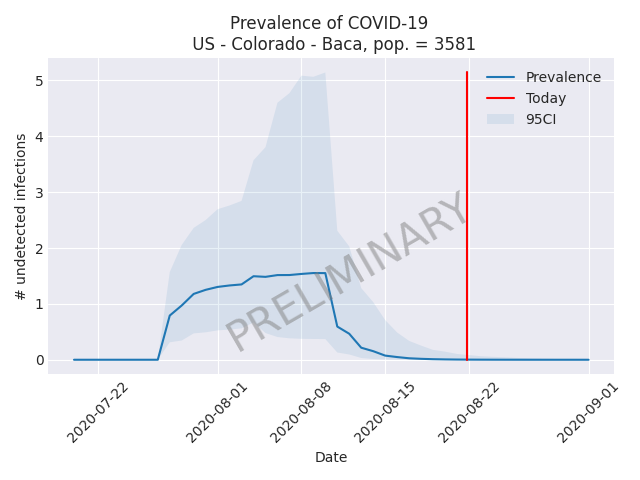 Prevalence of COVID-19
US - Colorado - Baca, pop. = 3581
Prevalence
Today
95CI
# undetected infections
5
4
3
2
1
0
PRELIMINARY
2020-07-22
2020-08-01
2020-08-08
2020-08-15
2020-08-22
2020-09-01
Date